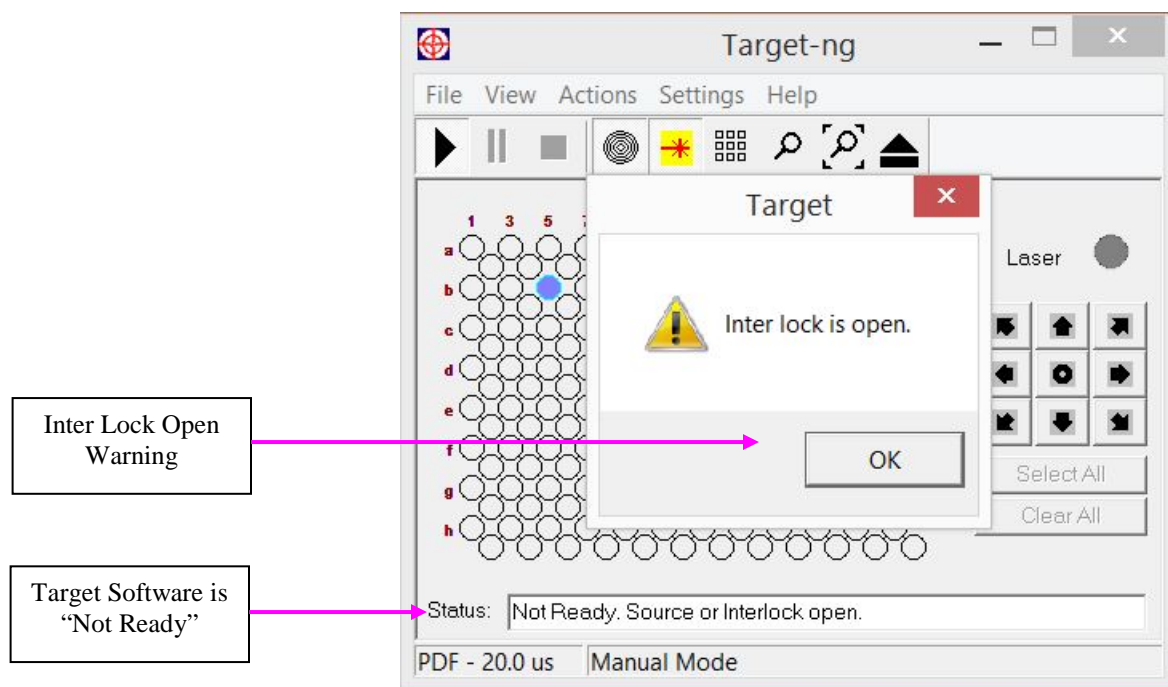 Target-ng
File View Actions Settings Help
Target
1 3 5
a
b
c
d
e
f
g
h
Inter lock is open.
OK
Laser
Select All
Clear All
Inter Lock Open
Warning
Target Software is
“Not Ready”
Status: Not Ready. Source or Interlock open.
PDF - 20.0 us Manual Mode